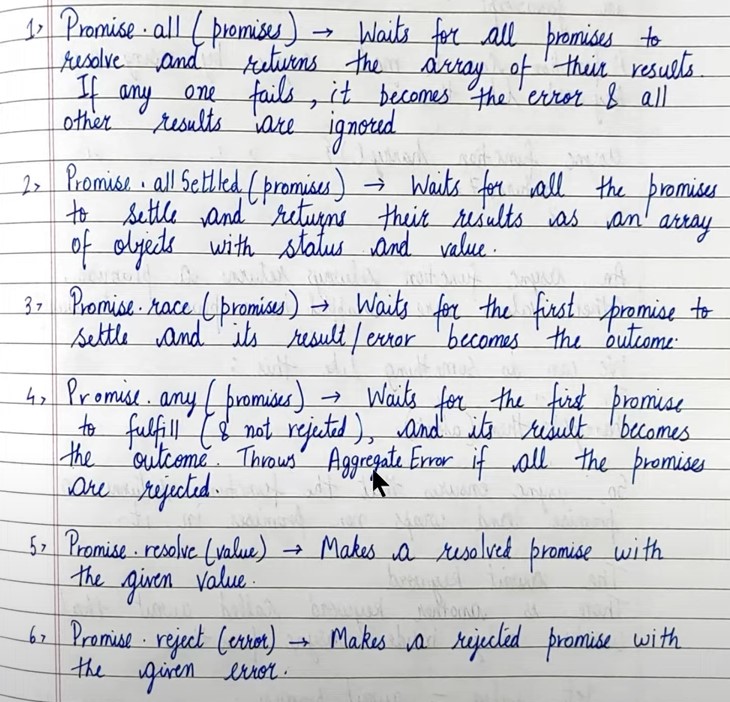 1> Promise.all ( promises ) → Waits for all promises to
resolve and returns the array of their results.
If any one fails, it becomes the error & all
other results are ignored
2> Promise.allSettled (promises) → Waits for all the promises
to settle and returns their results as an array
of objects with status and value.
3> Promise.race (promises) → Waits for the first promise to
settle and its result/error becomes the outcome.
4> Promise.any ( promises ) → Waits for the first promise
to fulfill ( & not rejected ), and its result becomes
the outcome. Throws Aggregate Error if all the promises
are rejected.
5> Promise.resolve (value) → Makes a resolved promise with
the given value.
6> Promise.reject (error) → Makes a rejected promise with
the given error.